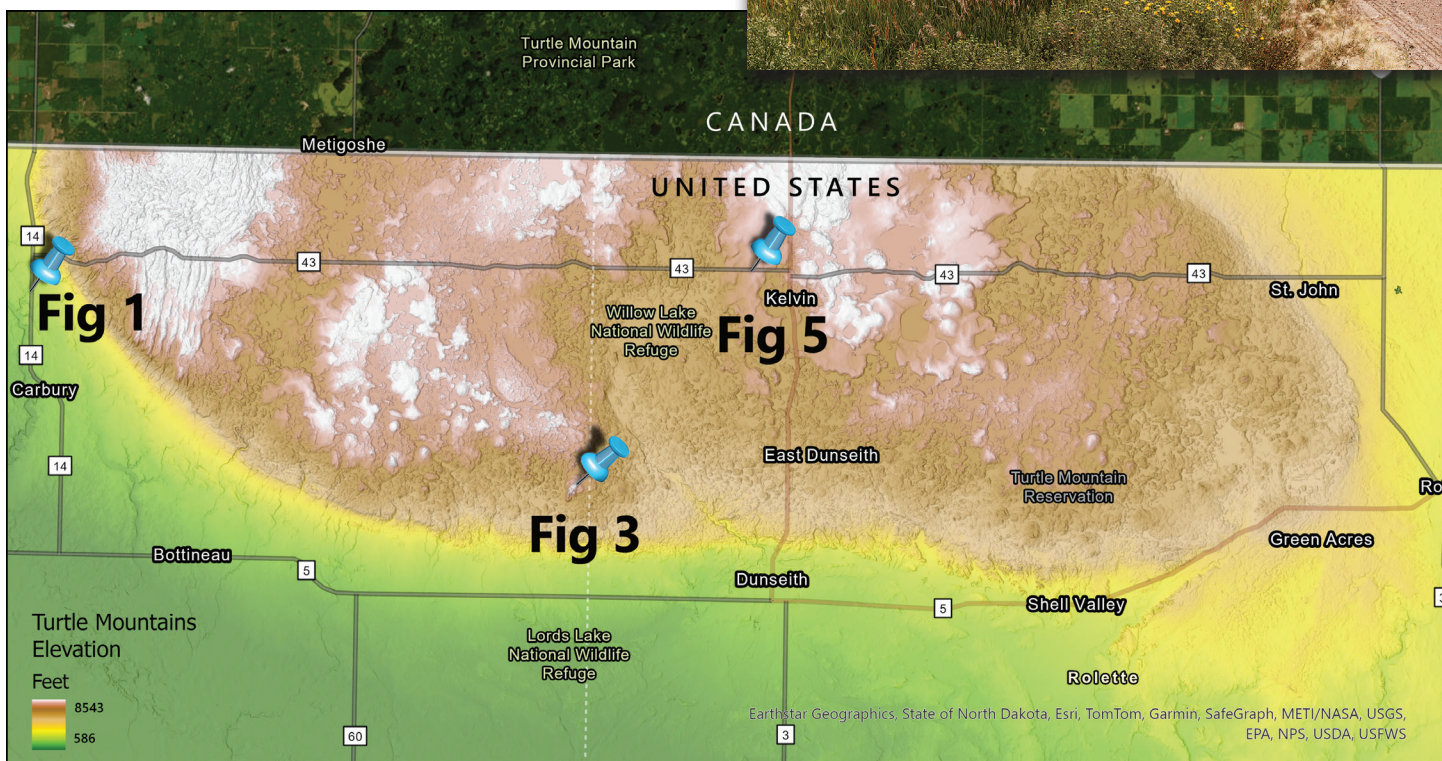 Turtle Mountain
Provincial Park
CANADA
Metigoshe
UNITED STATES
14
43
43
43
43
Fig 1
Kelvin
St. John
Willow Lake
National Wildlife
Refuge
Fig 5
14
Carbury
14
East Dunseith
Turtle Mountain
Reservation
Fig 3
Green Acres
Bottineau
5
Dunseith
5
Shell Valley
Turtle Mountains
Elevation
Feet
8543
586
Lords Lake
National Wildlife
Refuge
Rolette
60
3
Earthstar Geographics, State of North Dakota, Esri, TomTom, Garmin, SafeGraph, METI/NASA, USGS,
EPA, NPS, USDA, USFWS